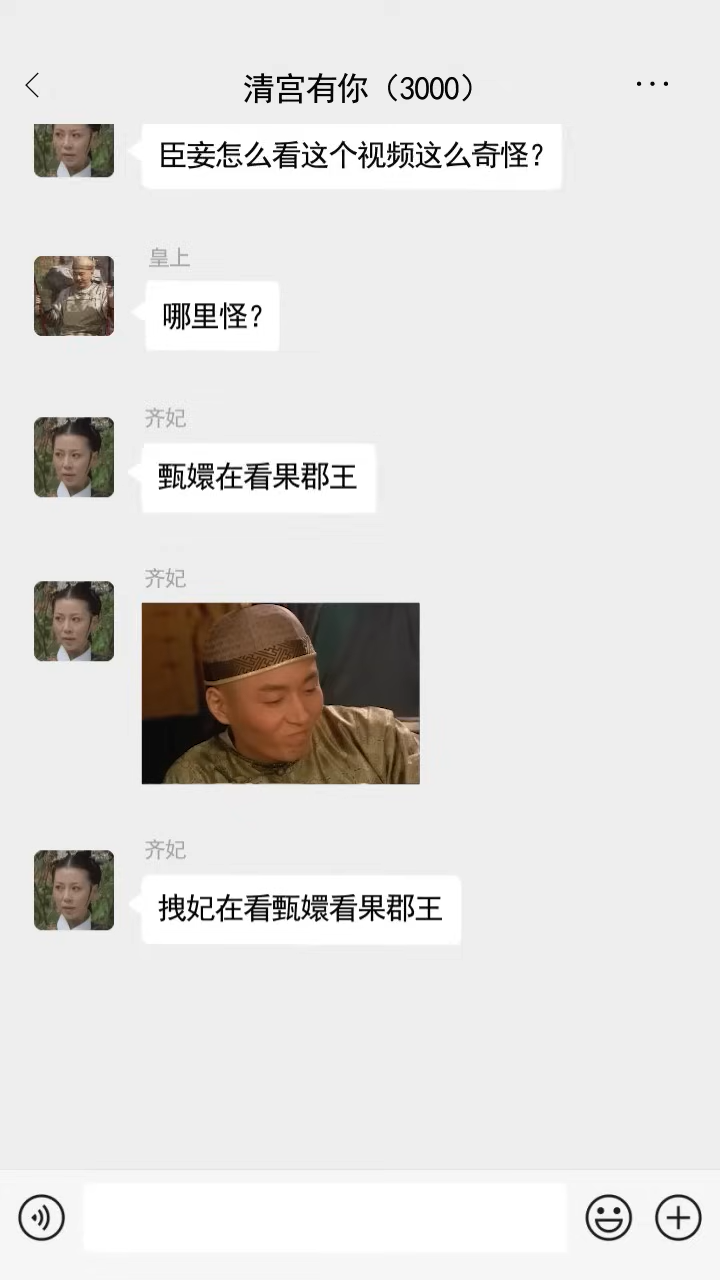 清宫有你（3000）
臣妾怎么看这个视频这么奇怪？
皇上
哪里怪？
齐妃
甄嬛在看果郡王
齐妃
齐妃
拽妃在看甄嬛看果郡王